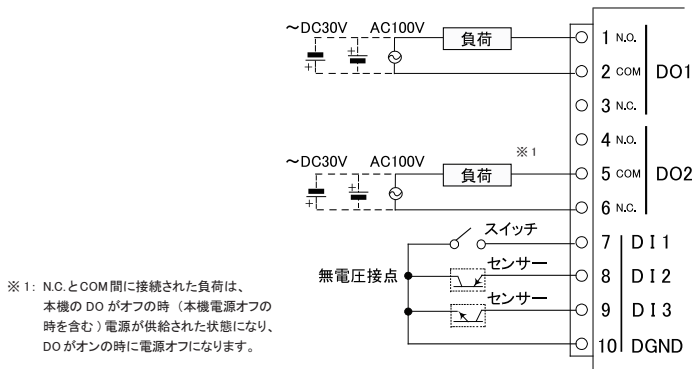 ～DC30V AC100V
負荷
1 N.O.
2 COM DO1
3 N.C.
4 N.O.
※1
～DC30V AC100V
負荷
5 COM DO2
6 N.C.
スイッチ
7 DI1
無電圧接点
センサー
8 DI2
センサー
9 DI3
10 DGND
※1: N.C.とCOM間に接続された負荷は、
本機の DO がオフの時（本機電源オフの
時を含む）電源が供給された状態になり、
DO がオンの時に電源オフになります。